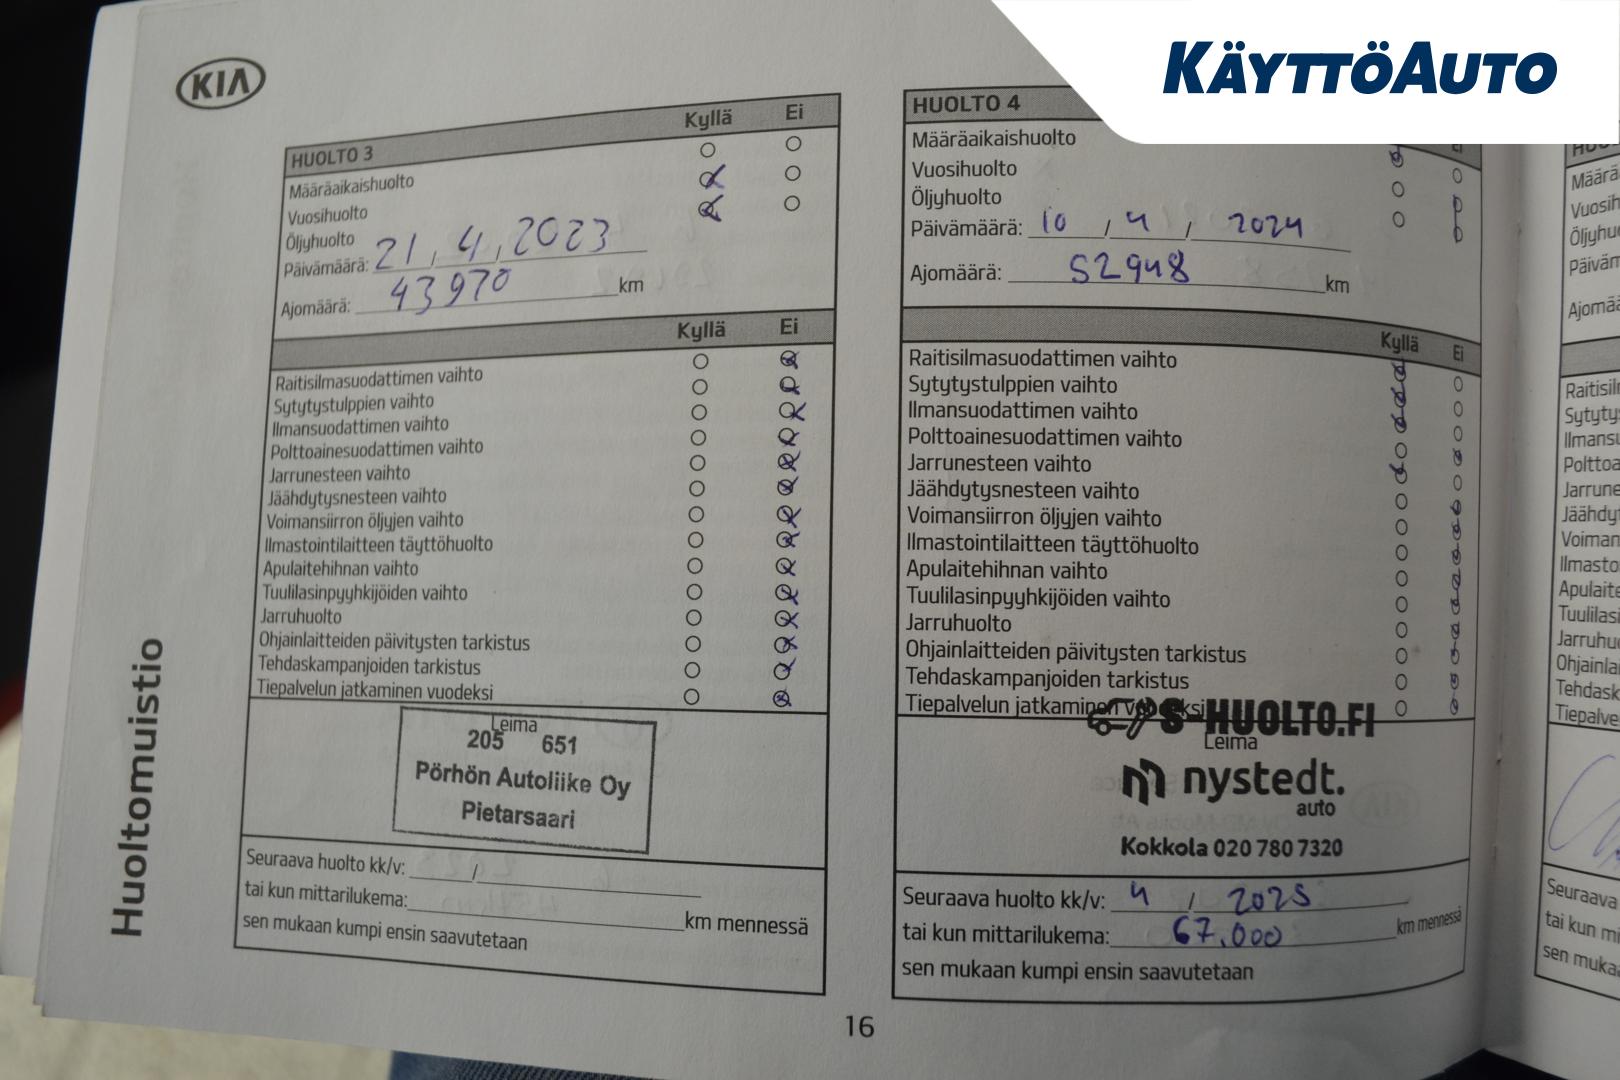 KÄYTTÖAUTO
KIA
Huoltomuistio
HUOLTO 3 Kyllä Ei
Määräaikaishuolto
Vuosihuolto
Öljyhuolto
Päivämäärä: 21 / 4 / 2023
Ajomäärä: 43970 km
Kyllä Ei
Raitisilmasuodattimen vaihto
Sytytystulppien vaihto
Ilmansuodattimen vaihto
Polttoainesuodattimen vaihto
Jarrunesteen vaihto
Jäähdytysnesteen vaihto
Voimansiirron öljyjen vaihto
Ilmastointilaitteen täyttöhuolto
Apulaitehihnan vaihto
Tuulilasinpyyhkijöiden vaihto
Jarruhuolto
Ohjainlaitteiden päivitysten tarkistus
Tehdaskampanjoiden tarkistus
Tiepalvelun jatkaminen vuodeksi
Leima
205 651
Pörhön Autoliike Oy
Pietarsaari
Seuraava huolto kk/v: /
tai kun mittarilukema: km mennessä
sen mukaan kumpi ensin saavutetaan
HUOLTO 4
Määräaikaishuolto
Vuosihuolto
Öljyhuolto
Päivämäärä: 10 / 4 / 2024
Ajomäärä: 52948 km
Kyllä Ei
Raitisilmasuodattimen vaihto
Sytytystulppien vaihto
Ilmansuodattimen vaihto
Polttoainesuodattimen vaihto
Jarrunesteen vaihto
Jäähdytysnesteen vaihto
Voimansiirron öljyjen vaihto
Ilmastointilaitteen täyttöhuolto
Apulaitehihnan vaihto
Tuulilasinpyyhkijöiden vaihto
Jarruhuolto
Ohjainlaitteiden päivitysten tarkistus
Tehdaskampanjoiden tarkistus
Tiepalvelun jatkaminen
S-HUOLTO.FI
Leima
nystedt.
auto
Kokkola 020 780 7320
Seuraava huolto kk/v: 4 / 2025
tai kun mittarilukema: 67.000 km mennessä
sen mukaan kumpi ensin saavutetaan
16
Seuraava
tai kun